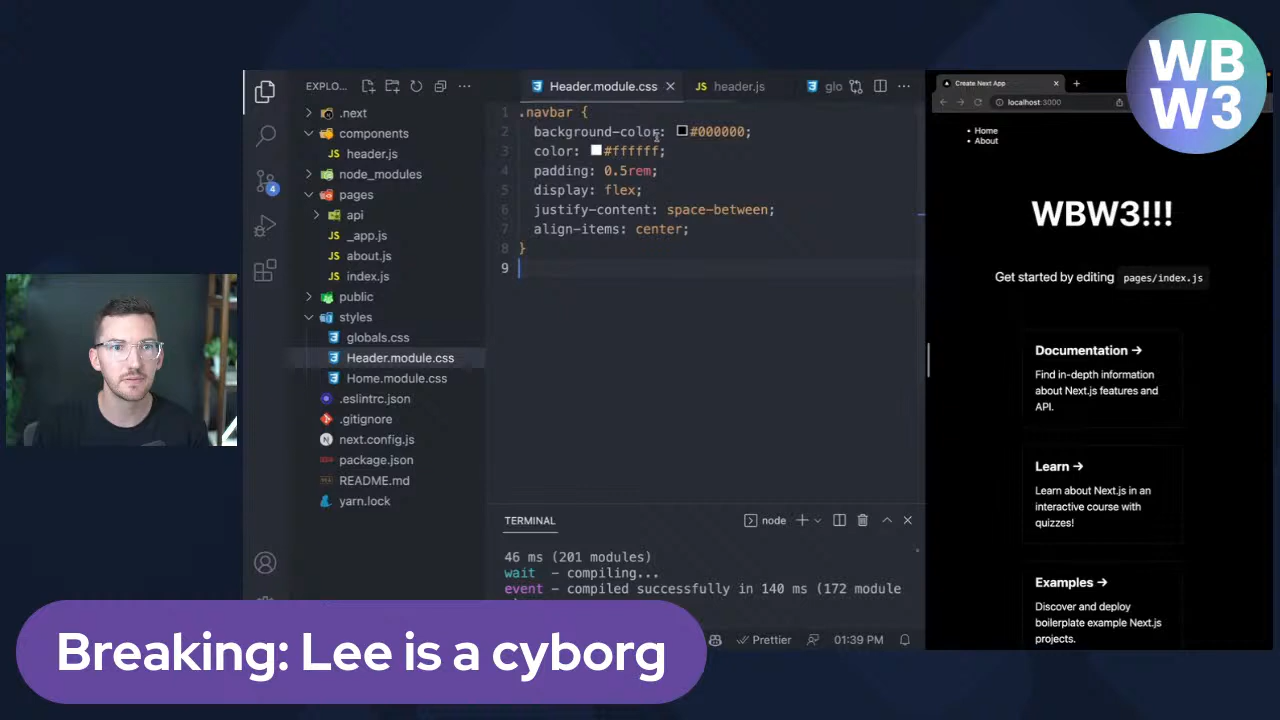 WB
W3
EXPLO...
.next
components
header.js
node_modules
pages
api
_app.js
about.js
index.js
public
styles
globals.css
Header.module.css
Home.module.css
.eslintrc.json
.gitignore
next.config.js
package.json
README.md
yarn.lock
4
Header.module.css
header.js
glo
1 .navbar {
2 background-color: #000000;
3 color: #ffffff;
4 padding: 0.5rem;
5 display: flex;
6 justify-content: space-between;
7 align-items: center;
8 }
9
TERMINAL
node
46 ms (201 modules)
wait - compiling...
event - compiled successfully in 140 ms (172 module
Prettier
01:39 PM
Create Next App
localhost:3000
Home
About
WBW3!!!
Get started by editing pages/index.js
Documentation →
Find in-depth information
about Next.js features and
API.
Learn →
Learn about Next.js in an
interactive course with
quizzes!
Examples →
Discover and deploy
boilerplate example Next.js
projects.
Breaking: Lee is a cyborg